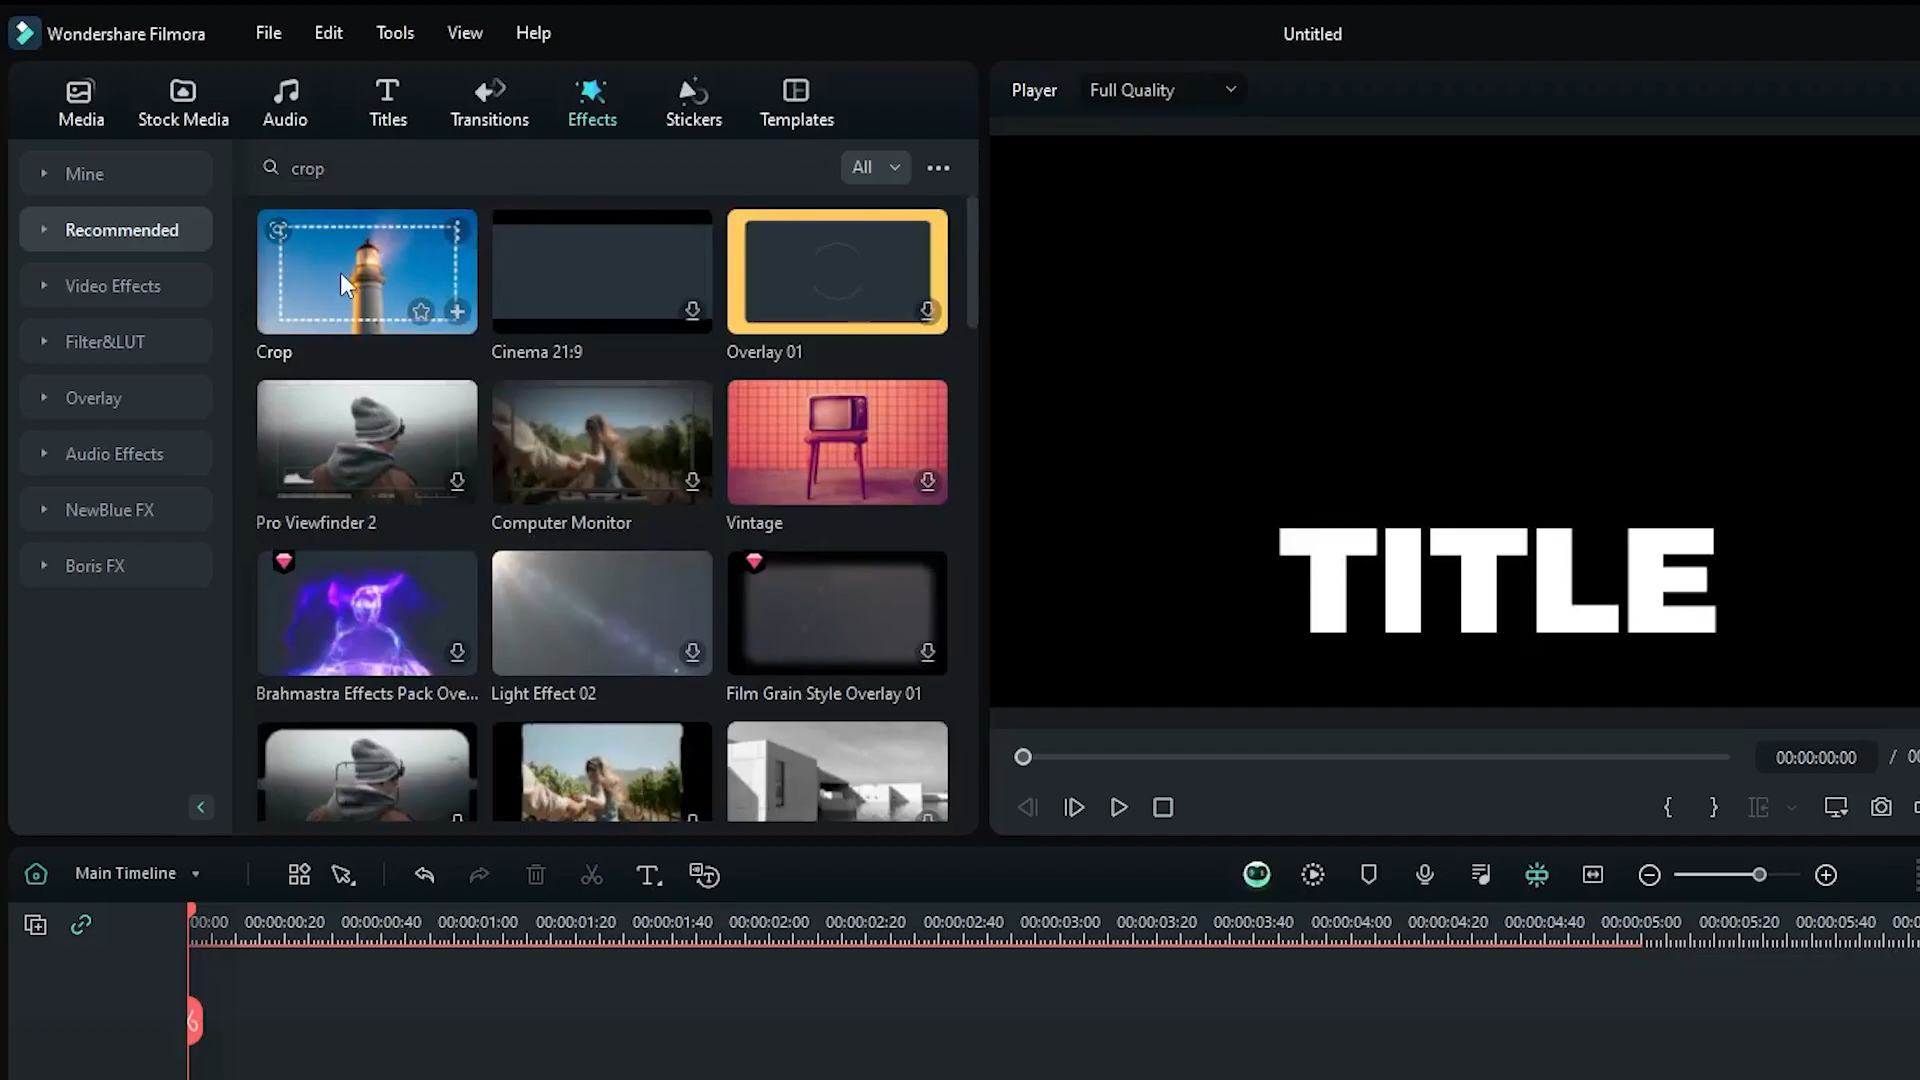 Wondershare Filmora
File Edit Tools View Help
Untitled
Media Stock Media Audio Titles Transitions Effects Stickers Templates
Player Full Quality
Mine
Recommended
Video Effects
Filter&LUT
Overlay
Audio Effects
NewBlue FX
Boris FX
crop
All
Crop Cinema 21:9 Overlay 01
Pro Viewfinder 2 Computer Monitor Vintage
Brahmastra Effects Pack Ove... Light Effect 02 Film Grain Style Overlay 01
TITLE
00:00:00:00 / 00
Main Timeline
00:00 00:00:00:20 00:00:00:40 00:00:01:00 00:00:01:20 00:00:01:40 00:00:02:00 00:00:02:20 00:00:02:40 00:00:03:00 00:00:03:20 00:00:03:40 00:00:04:00 00:00:04:20 00:00:04:40 00:00:05:00 00:00:05:20 00:00:05:40